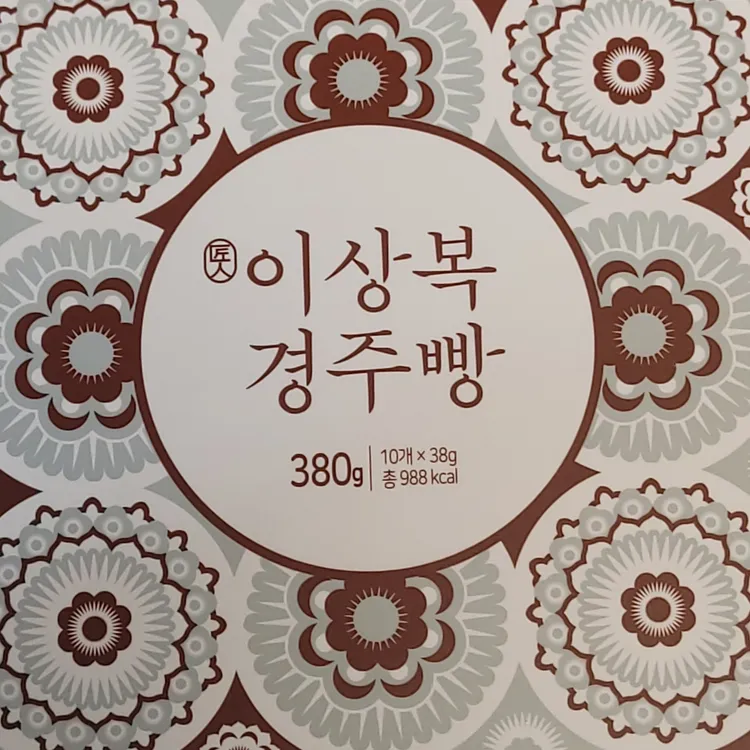 匠人 이상복
경주빵
380g
10개 × 38g
총 988 kcal